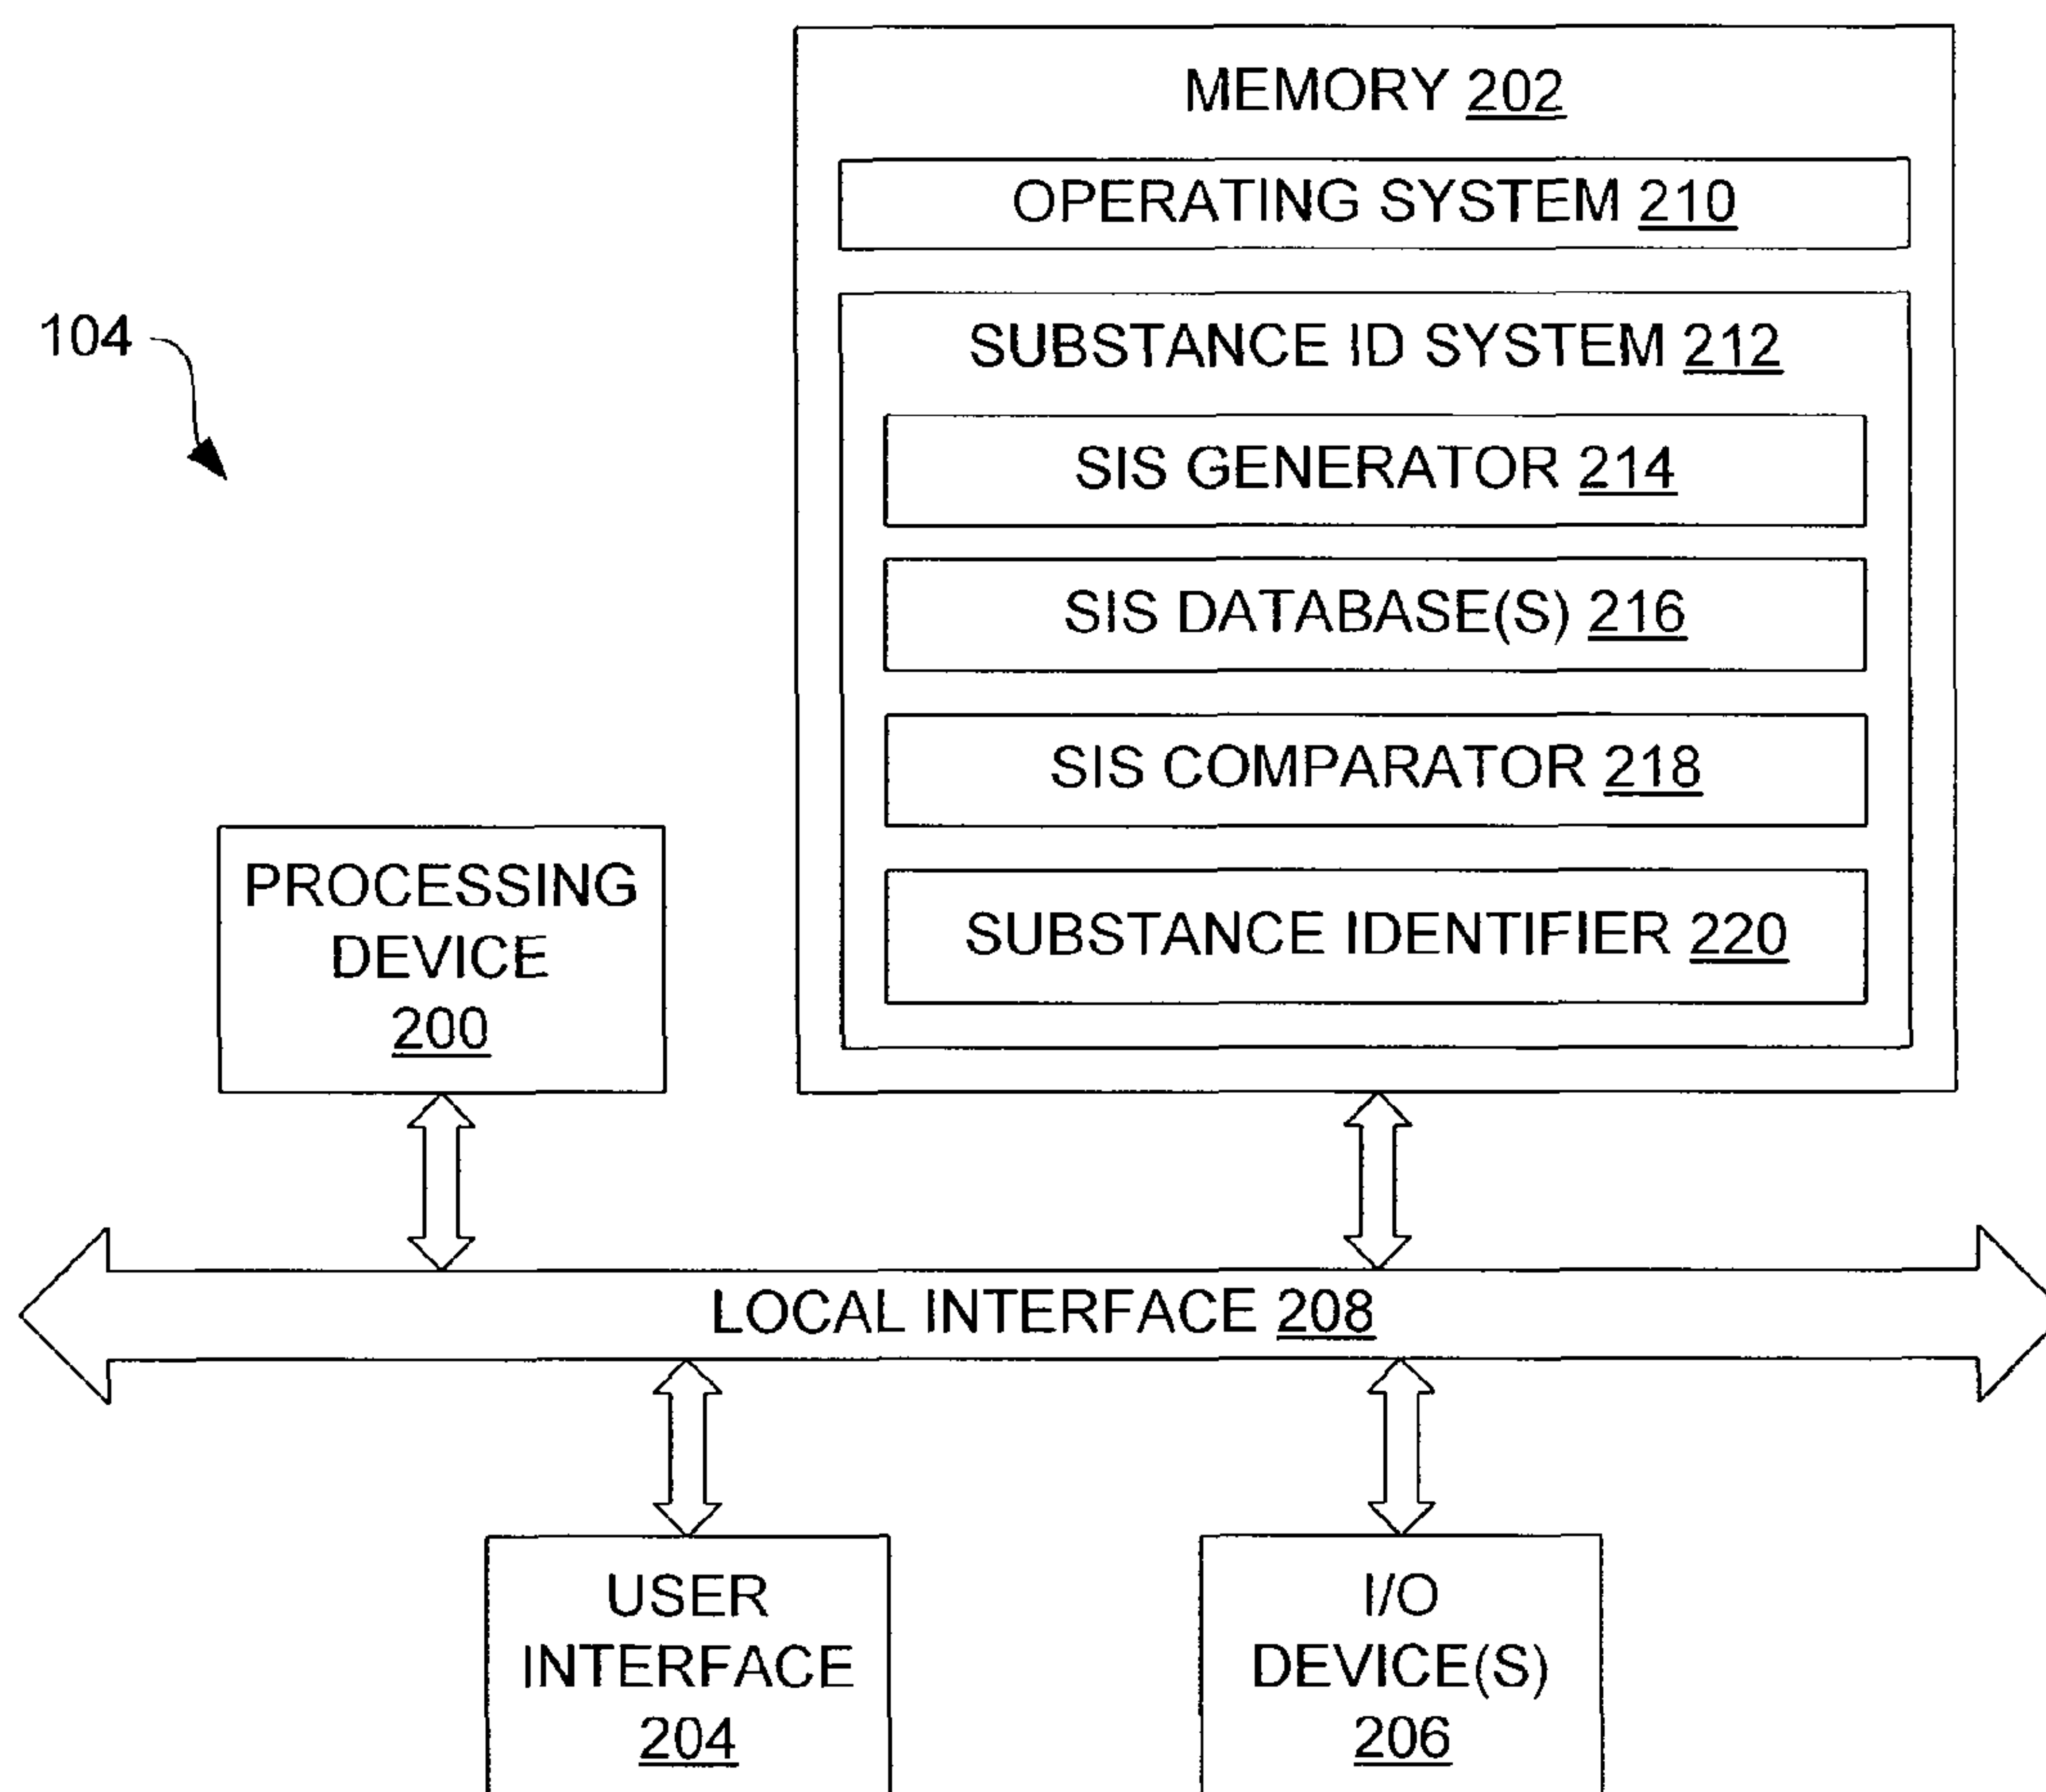 MEMORY 202
OPERATING SYSTEM 210
104
SUBSTANCE ID SYSTEM 212
SIS GENERATOR 214
SIS DATABASE(S) 216
SIS COMPARATOR 218
SUBSTANCE IDENTIFIER 220
PROCESSING
DEVICE
200
LOCAL INTERFACE 208
USER
INTERFACE
204
I/O
DEVICE(S)
206